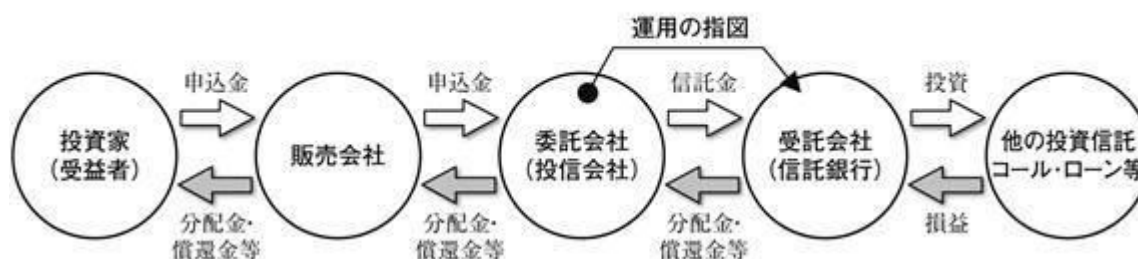 運用の指図
申込金
申込金
信託金
投資
投資家
(受益者)
販売会社
委託会社
(投信会社)
受託会社
(信託銀行)
他の投資信託
コール・ローン等
分配金・
償還金等
分配金・
償還金等
分配金・
償還金等
損益